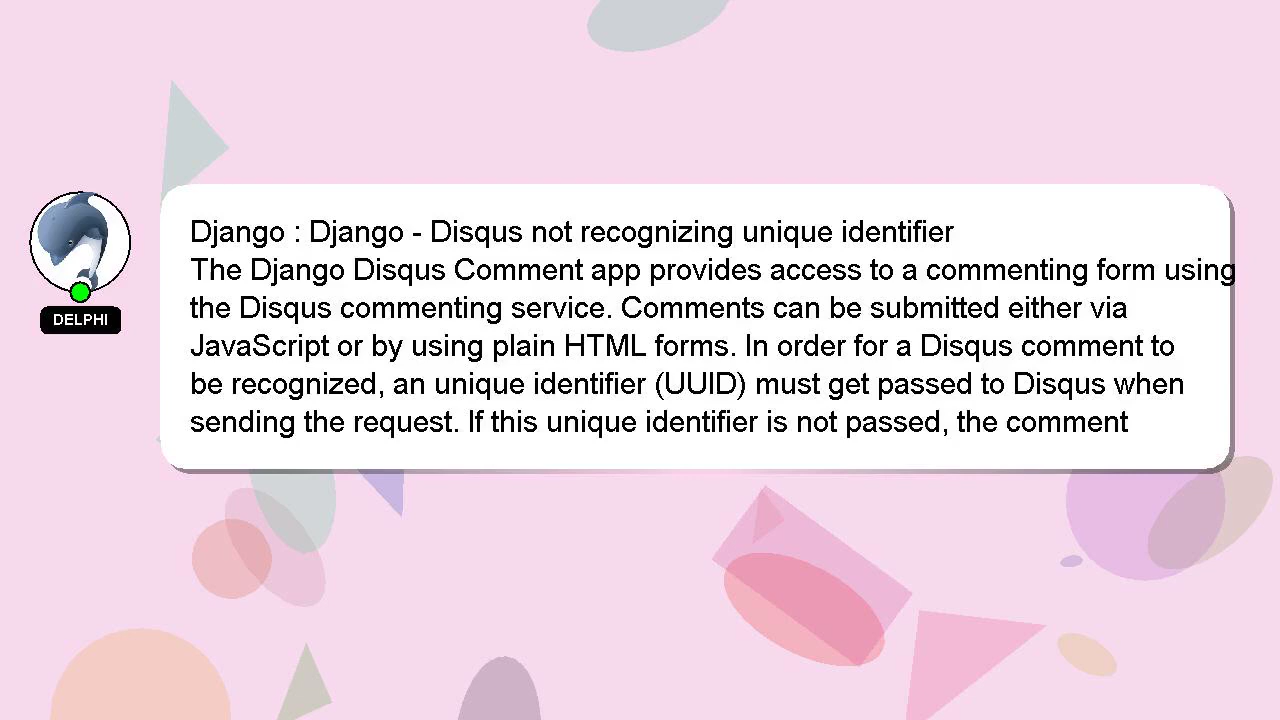 Django : Django - Disqus not recognizing unique identifier
The Django Disqus Comment app provides access to a commenting form using
the Disqus commenting service. Comments can be submitted either via
JavaScript or by using plain HTML forms. In order for a Disqus comment to
be recognized, an unique identifier (UUID) must get passed to Disqus when
sending the request. If this unique identifier is not passed, the comment
DELPHI